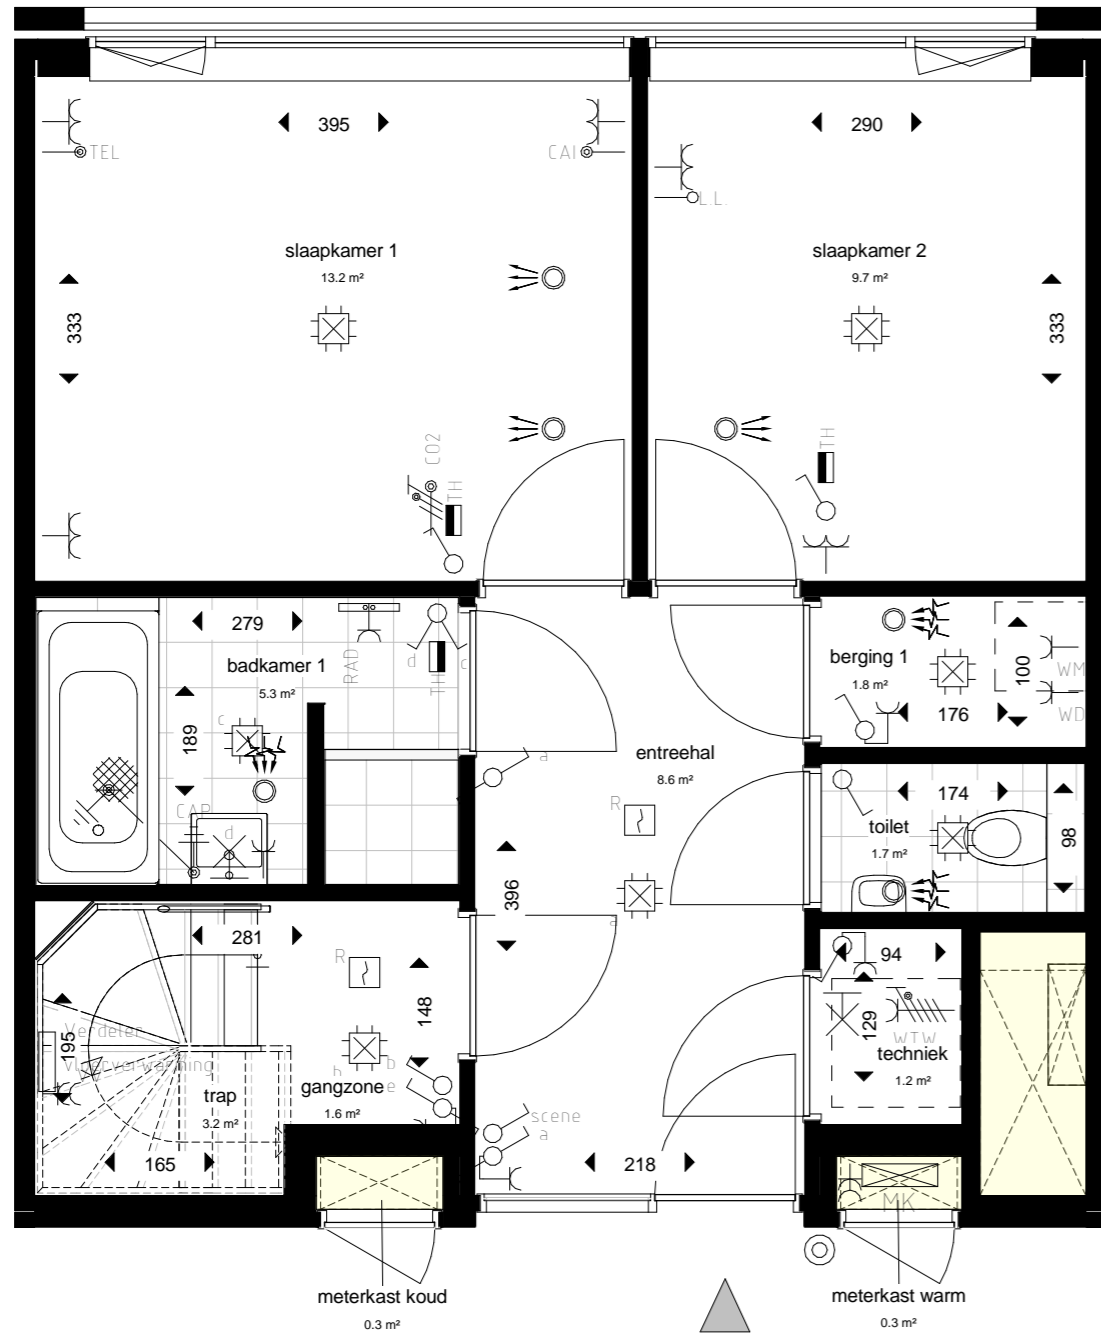 395
290
TEL
CAI
L.L.
slaapkamer 1
13.2 m²
slaapkamer 2
9.7 m²
333
333
CO2
TH
TH
279
badkamer 1
5.3 m²
RAD
d
c
TH
189
c
CAP
d
berging 1
1.8 m²
100
WM
176
WD
entreehal
8.6 m²
a
R
174
toilet
1.7 m²
98
396
a
281
R
148
94
129
WTW
techniek
1.2 m²
195
Verdeler
vloerverwarming
trap
3.2 m²
b
b
e
gangzone
1.6 m²
scene
a
165
218
MK
meterkast koud
0.3 m²
meterkast warm
0.3 m²